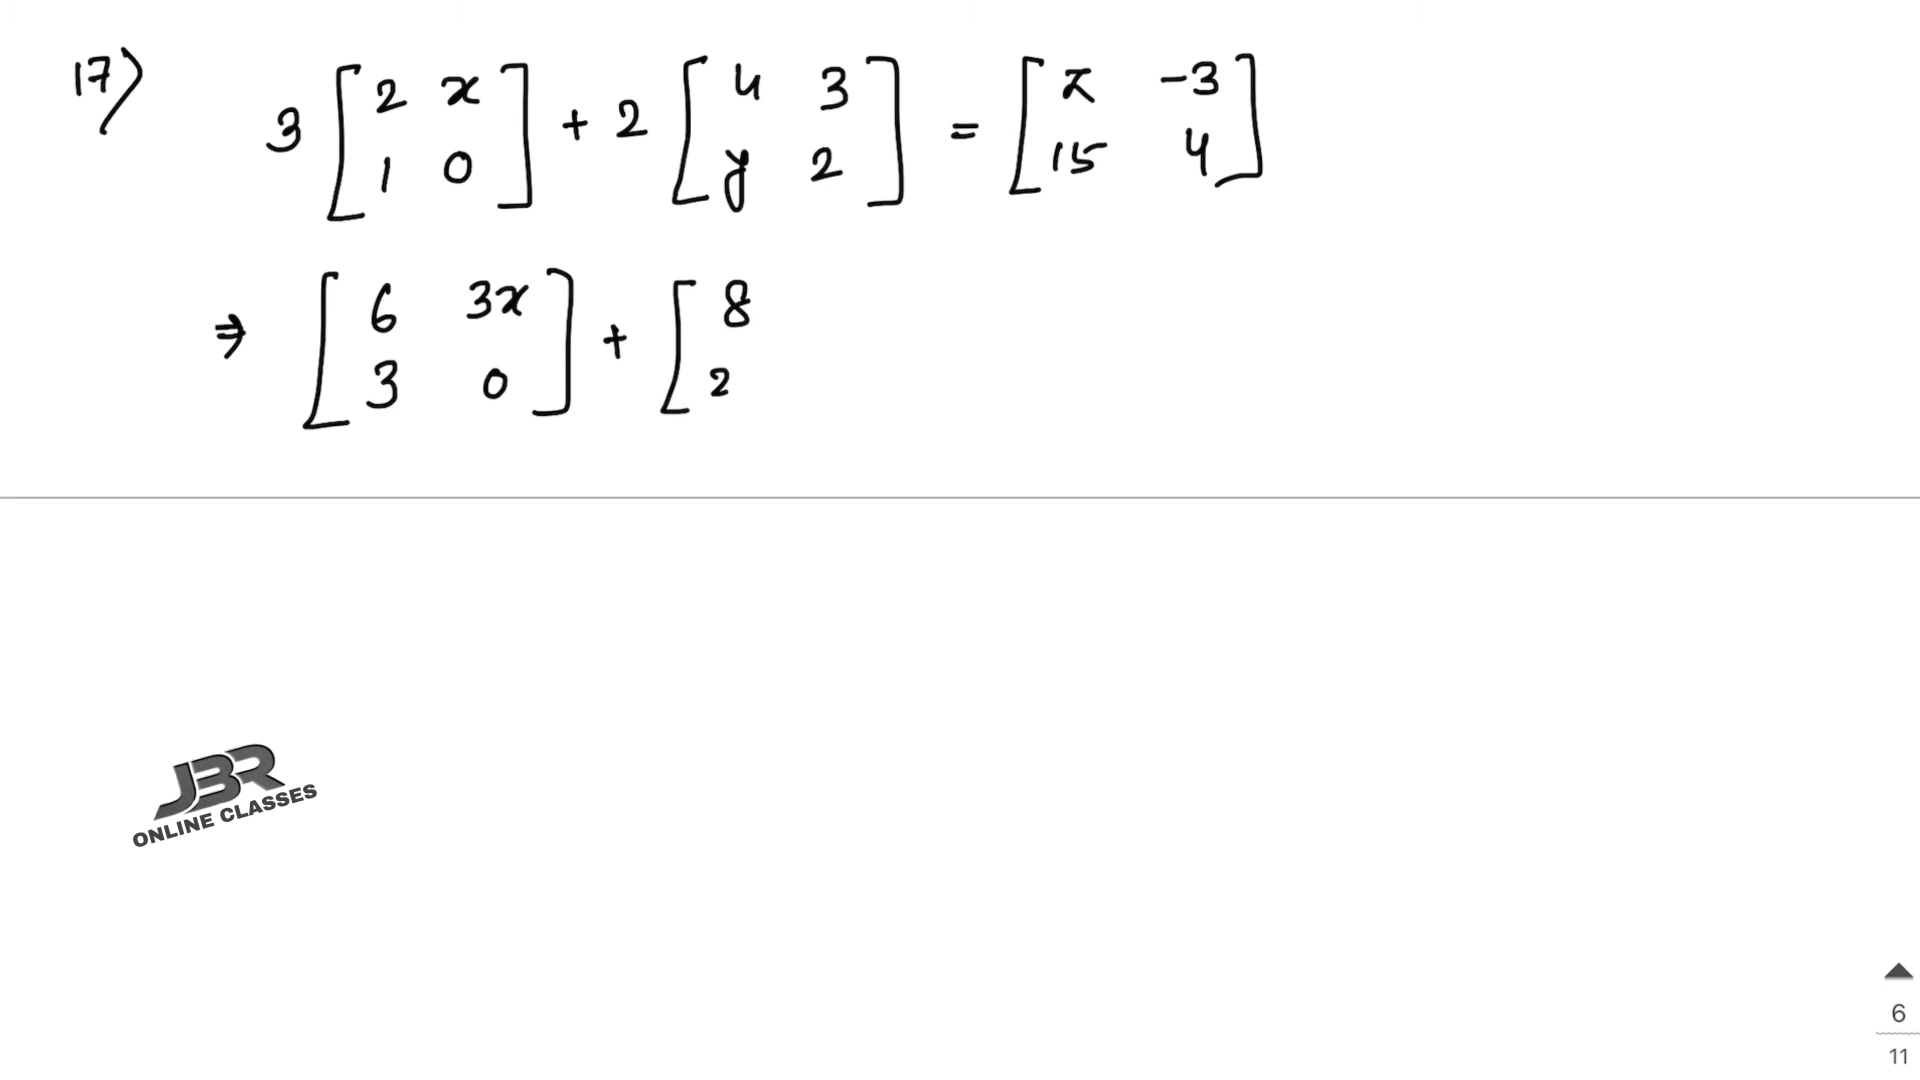 17) 3 [2 x; 1 0] + 2 [4 3; y 2] = [z -3; 15 4]
⇒ [6 3x; 3 0] + [8; 2
JBR
ONLINE CLASSES
6
11